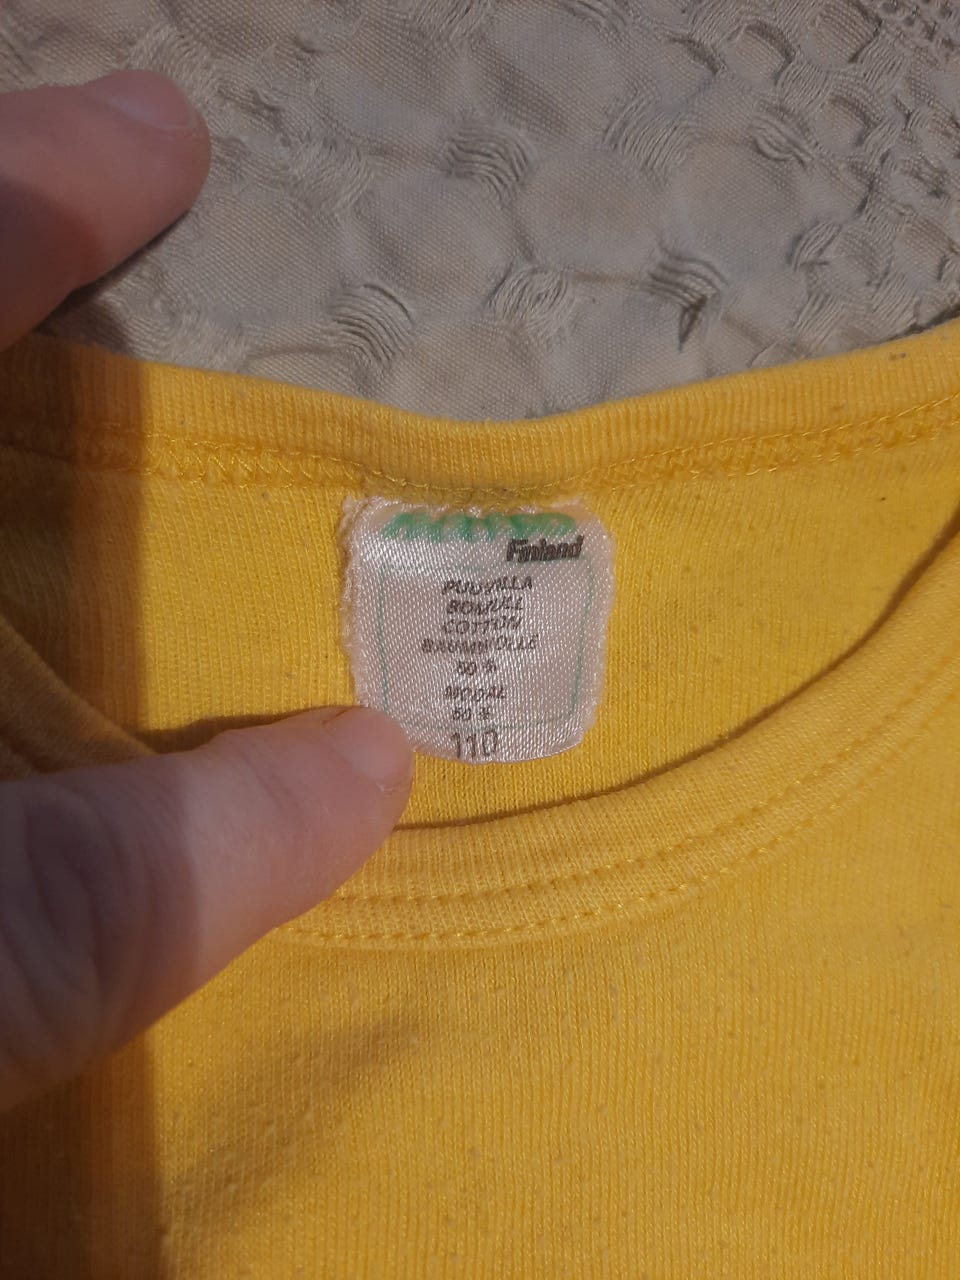 Finland
PUUVILLA
BOMULL
COTTON
BAUMWOLLE
50 %
MODAL
50 %
110